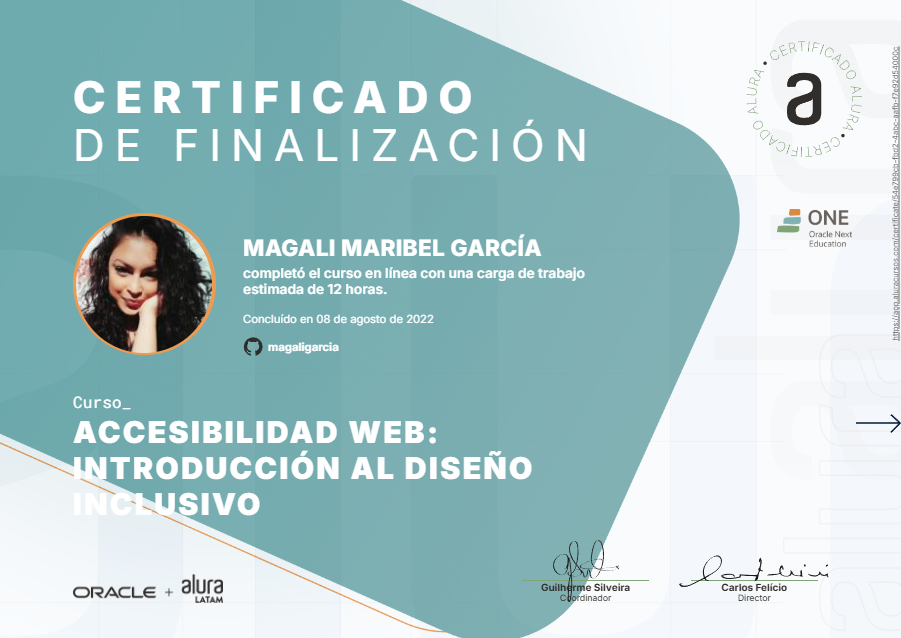 CERTIFICADO
DE FINALIZACIÓN
CERTIFICADO ALURA • CERTIFICADO ALURA •
a
ONE
Oracle Next
Education
MAGALI MARIBEL GARCÍA
completó el curso en línea con una carga de trabajo
estimada de 12 horas.
Concluído en 08 de agosto de 2022
magaligarcia
Curso_
ACCESIBILIDAD WEB:
INTRODUCCIÓN AL DISEÑO
INCLUSIVO
ORACLE + alura
LATAM
Guilherme Silveira
Coordinador
Carlos Felício
Director